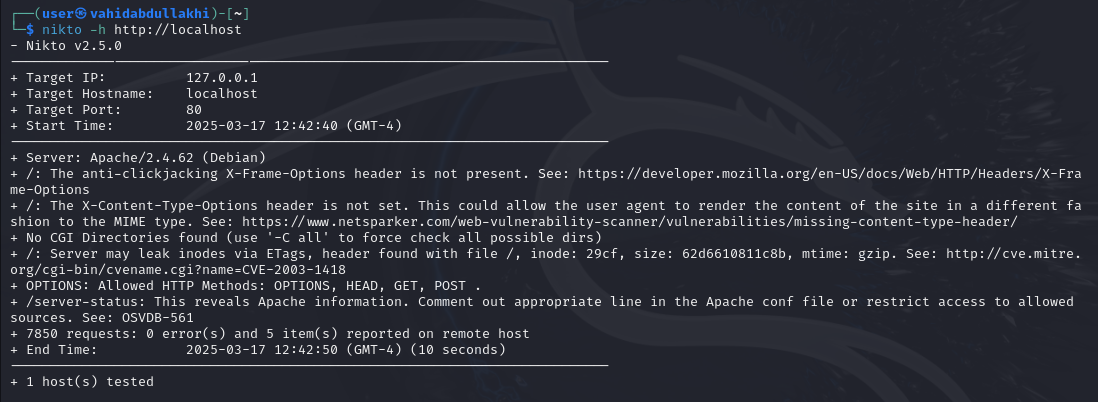 ┌──(user㉿vahidabdullakhi)-[~]
└─$ nikto -h http://localhost
- Nikto v2.5.0
---------------------------------------------------------------------------
+ Target IP:          127.0.0.1
+ Target Hostname:    localhost
+ Target Port:        80
+ Start Time:         2025-03-17 12:42:40 (GMT-4)
---------------------------------------------------------------------------
+ Server: Apache/2.4.62 (Debian)
+ /: The anti-clickjacking X-Frame-Options header is not present. See: https://developer.mozilla.org/en-US/docs/Web/HTTP/Headers/X-Fra
me-Options
+ /: The X-Content-Type-Options header is not set. This could allow the user agent to render the content of the site in a different fa
shion to the MIME type. See: https://www.netsparker.com/web-vulnerability-scanner/vulnerabilities/missing-content-type-header/
+ No CGI Directories found (use '-C all' to force check all possible dirs)
+ /: Server may leak inodes via ETags, header found with file /, inode: 29cf, size: 62d6610811c8b, mtime: gzip. See: http://cve.mitre.
org/cgi-bin/cvename.cgi?name=CVE-2003-1418
+ OPTIONS: Allowed HTTP Methods: OPTIONS, HEAD, GET, POST .
+ /server-status: This reveals Apache information. Comment out appropriate line in the Apache conf file or restrict access to allowed
sources. See: OSVDB-561
+ 7850 requests: 0 error(s) and 5 item(s) reported on remote host
+ End Time:           2025-03-17 12:42:50 (GMT-4) (10 seconds)
---------------------------------------------------------------------------
+ 1 host(s) tested